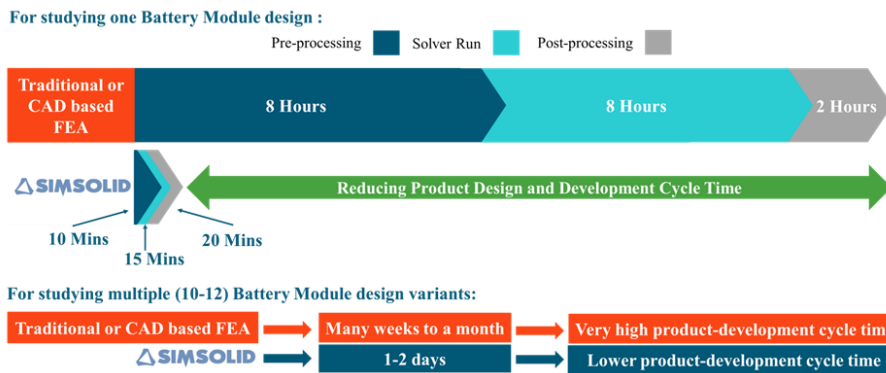 For studying one Battery Module design :
Pre-processing Solver Run Post-processing
Traditional or
CAD based
FEA
8 Hours 8 Hours 2 Hours
SIMSOLID
Reducing Product Design and Development Cycle Time
10 Mins 20 Mins
15 Mins
For studying multiple (10-12) Battery Module design variants:
Traditional or CAD based FEA Many weeks to a month Very high product-development cycle tim
SIMSOLID 1-2 days Lower product-development cycle time